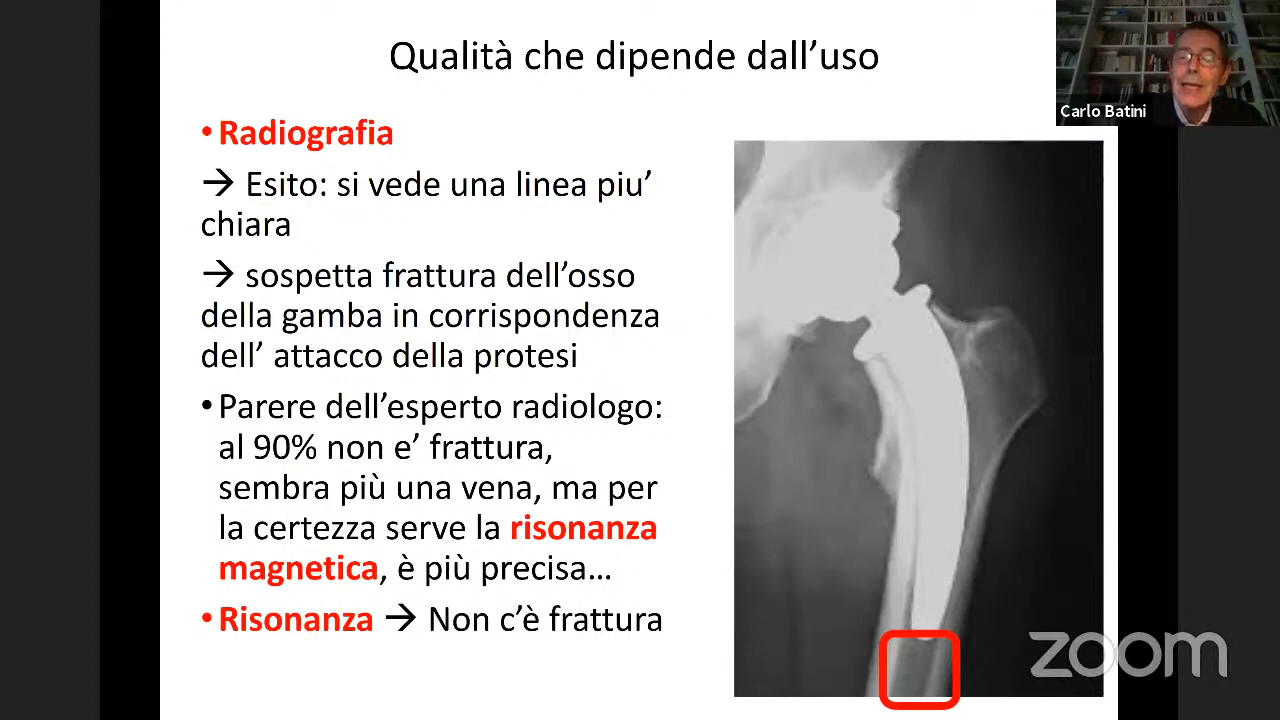 Qualità che dipende dall’uso
Carlo Batini
• Radiografia
→ Esito: si vede una linea piu’
chiara
→ sospetta frattura dell’osso
della gamba in corrispondenza
dell’ attacco della protesi
• Parere dell’esperto radiologo:
al 90% non e’ frattura,
sembra più una vena, ma per
la certezza serve la risonanza
magnetica, è più precisa…
• Risonanza → Non c’è frattura
zoom